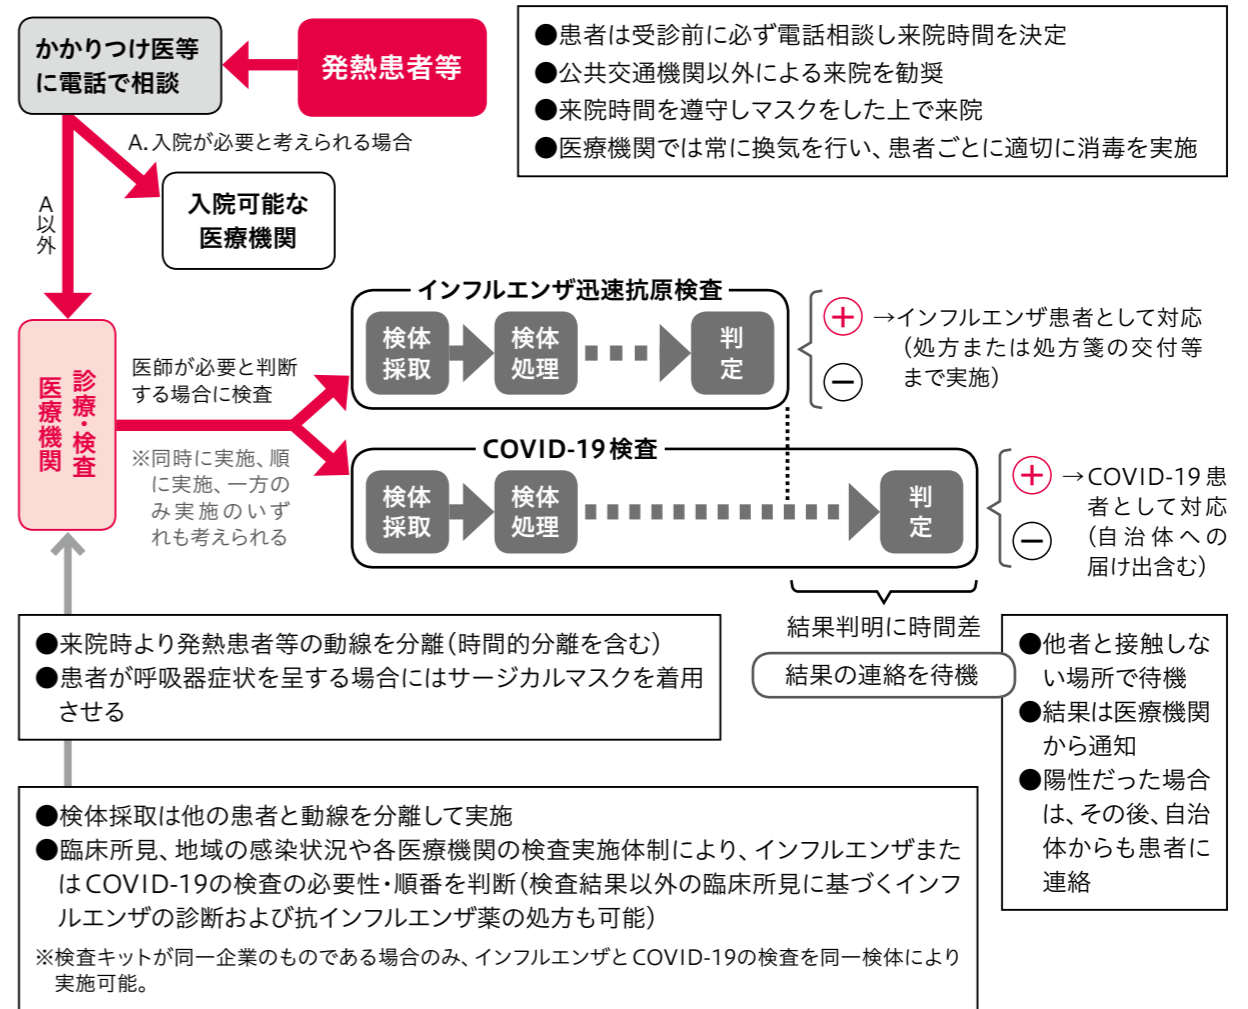 かかりつけ医等
に電話で相談
発熱患者等
●患者は受診前に必ず電話相談し来院時間を決定
●公共交通機関以外による来院を勧奨
●来院時間を遵守しマスクをした上で来院
●医療機関では常に換気を行い、患者ごとに適切に消毒を実施
A.入院が必要と考えられる場合
入院可能な
医療機関
A以外
診療・検査
医療機関
医師が必要と判断
する場合に検査
※同時に実施、順
に実施、一方の
み実施のいず
れも考えられる
インフルエンザ迅速抗原検査
検体
採取
検体
処理
判
定
+
→インフルエンザ患者として対応
(処方または処方箋の交付等
まで実施)
−
COVID-19検査
検体
採取
検体
処理
判
定
+
→COVID-19患
者として対応
(自治体への
届け出含む)
−
結果判明に時間差
結果の連絡を待機
●他者と接触しな
い場所で待機
●結果は医療機関
から通知
●陽性だった場合
は、その後、自治
体からも患者に
連絡
●来院時より発熱患者等の動線を分離(時間的分離を含む)
●患者が呼吸器症状を呈する場合にはサージカルマスクを着用
させる
●検体採取は他の患者と動線を分離して実施
●臨床所見、地域の感染状況や各医療機関の検査実施体制により、インフルエンザまた
はCOVID-19の検査の必要性・順番を判断(検査結果以外の臨床所見に基づくインフ
ルエンザの診断および抗インフルエンザ薬の処方も可能)
※検査キットが同一企業のものである場合のみ、インフルエンザとCOVID-19の検査を同一検体により
実施可能。